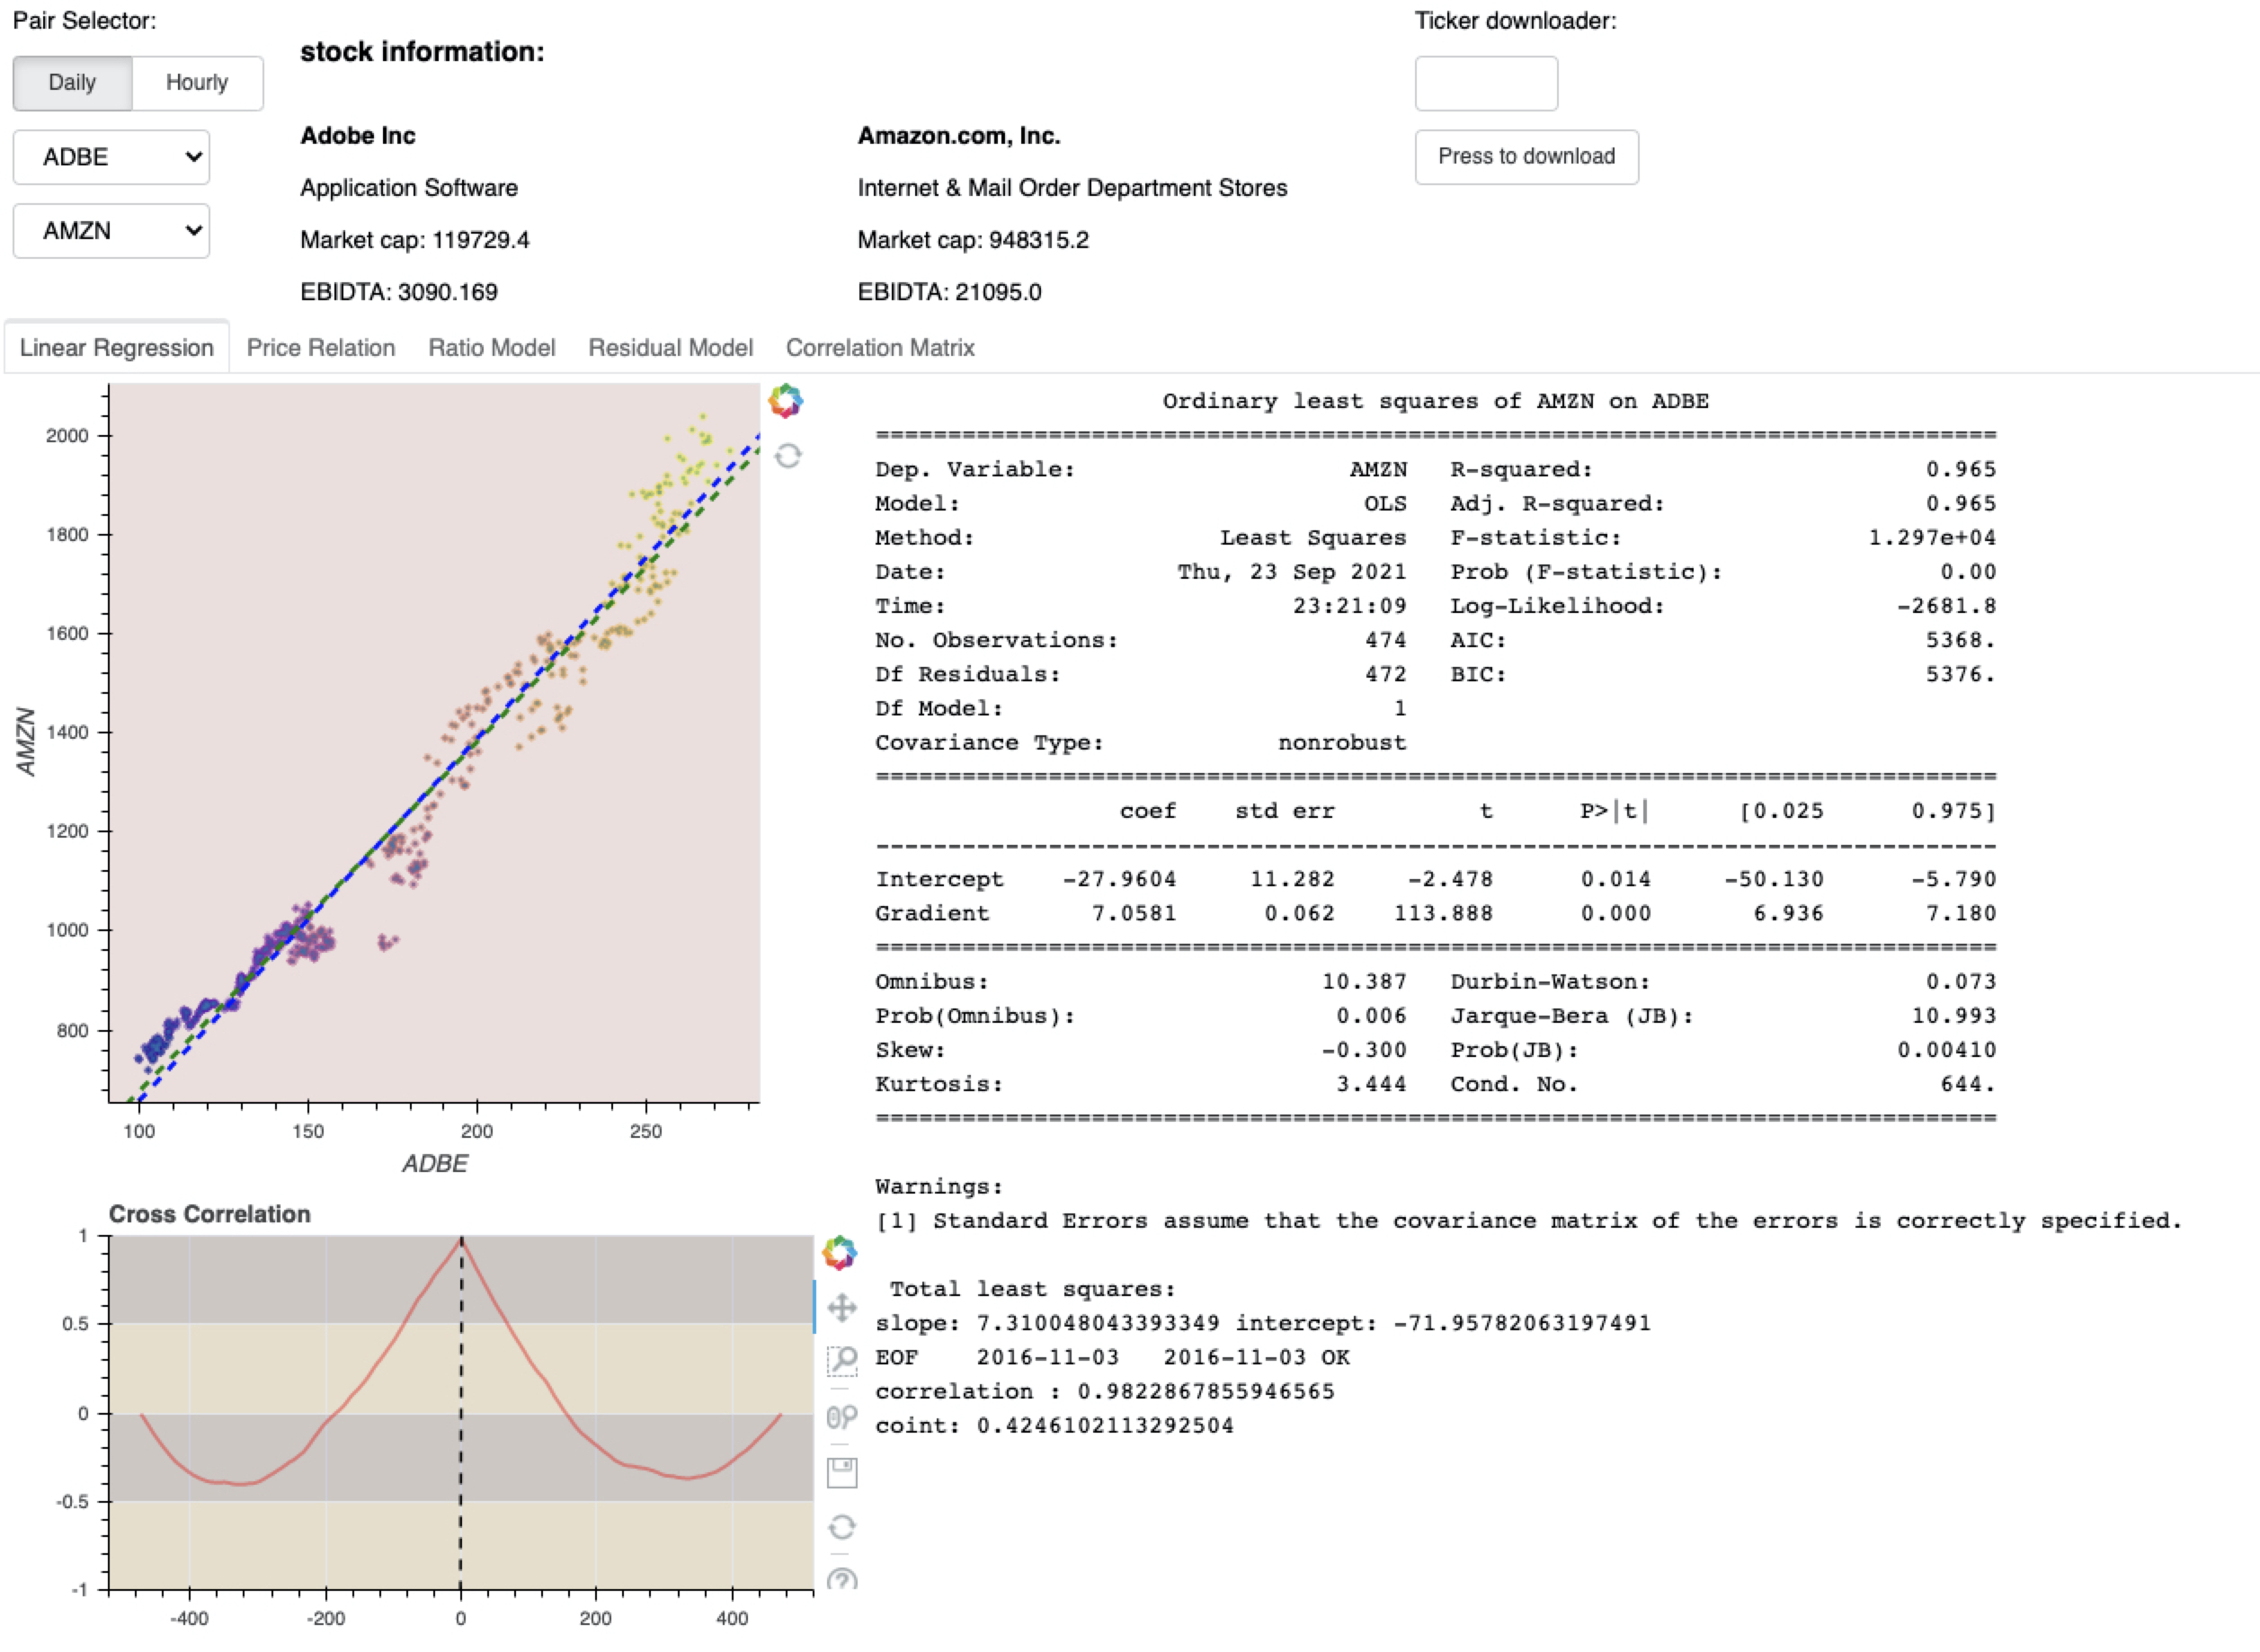 Pair Selector:
Daily Hourly
ADBE
AMZN
stock information:
Adobe Inc
Application Software
Market cap: 119729.4
EBIDTA: 3090.169
Amazon.com, Inc.
Internet & Mail Order Department Stores
Market cap: 948315.2
EBIDTA: 21095.0
Ticker downloader:
Press to download
Linear Regression Price Relation Ratio Model Residual Model Correlation Matrix
2000
1800
1600
1400
1200
1000
800
AMZN
100 150 200 250
ADBE
Cross Correlation
1
0.5
0
-0.5
-1
-400 -200 0 200 400
Ordinary least squares of AMZN on ADBE
==============================================================================
Dep. Variable: AMZN R-squared: 0.965
Model: OLS Adj. R-squared: 0.965
Method: Least Squares F-statistic: 1.297e+04
Date: Thu, 23 Sep 2021 Prob (F-statistic): 0.00
Time: 23:21:09 Log-Likelihood: -2681.8
No. Observations: 474 AIC: 5368.
Df Residuals: 472 BIC: 5376.
Df Model: 1
Covariance Type: nonrobust
==============================================================================
coef std err t P>|t| [0.025 0.975]
------------------------------------------------------------------------------
Intercept -27.9604 11.282 -2.478 0.014 -50.130 -5.790
Gradient 7.0581 0.062 113.888 0.000 6.936 7.180
==============================================================================
Omnibus: 10.387 Durbin-Watson: 0.073
Prob(Omnibus): 0.006 Jarque-Bera (JB): 10.993
Skew: -0.300 Prob(JB): 0.00410
Kurtosis: 3.444 Cond. No. 644.
==============================================================================
Warnings:
[1] Standard Errors assume that the covariance matrix of the errors is correctly specified.
Total least squares:
slope: 7.310048043393349 intercept: -71.95782063197491
EOF 2016-11-03 2016-11-03 OK
correlation : 0.9822867855946565
coint: 0.4246102113292504